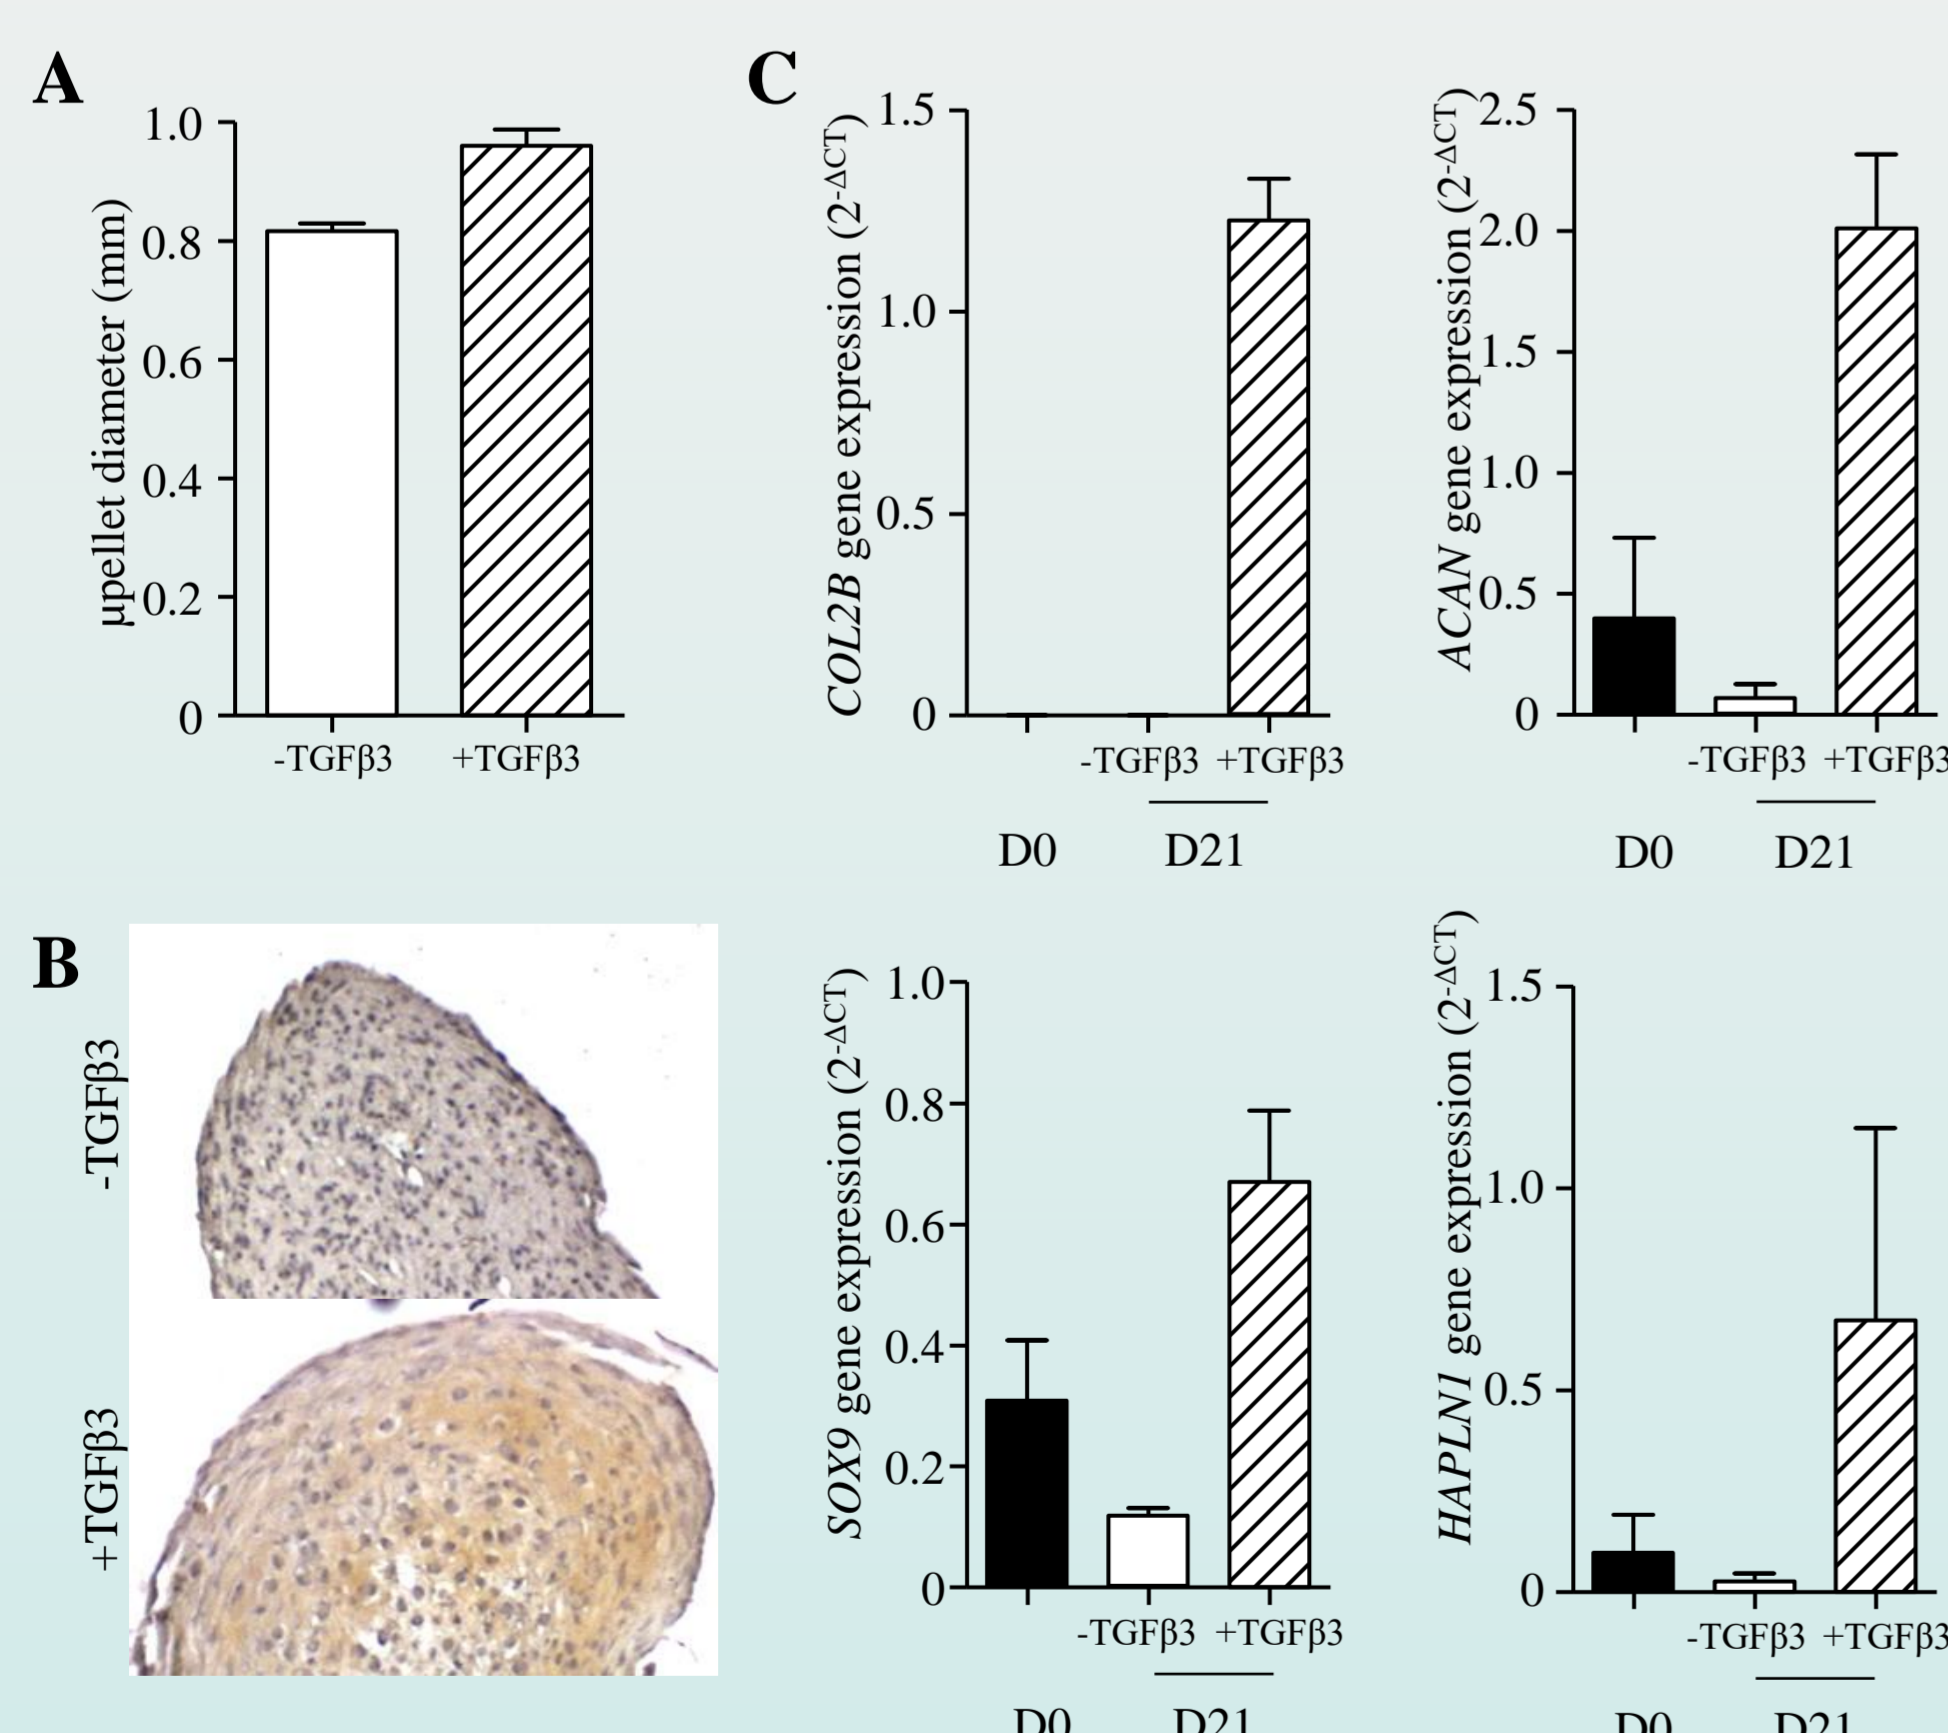 A
µpellet diameter (mm)
1.0
0.8
0.6
0.4
0.2
0
-TGFβ3 +TGFβ3
B
-TGFβ3
+TGFβ3
C
COL2B gene expression (2-ΔCT)
1.5
1.0
0.5
0
-TGFβ3 +TGFβ3
D0 D21
ACAN gene expression (2-ΔCT)
2.5
2.0
1.5
1.0
0.5
0
-TGFβ3 +TGFβ3
D0 D21
SOX9 gene expression (2-ΔCT)
1.0
0.8
0.6
0.4
0.2
0
-TGFβ3 +TGFβ3
D0 D21
HAPLN1 gene expression (2-ΔCT)
1.5
1.0
0.5
0
-TGFβ3 +TGFβ3
D0 D21